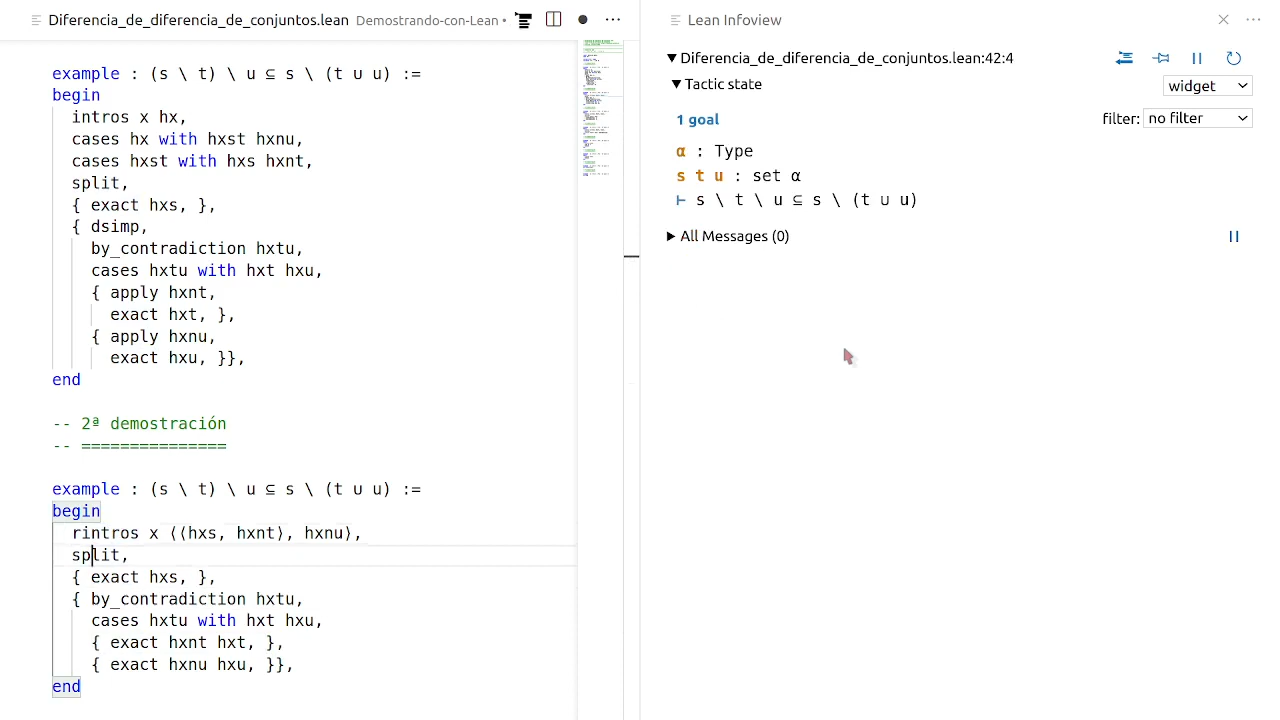 Diferencia_de_diferencia_de_conjuntos.lean Demostrando-con-Lean •
example : (s \ t) \ u ⊆ s \ (t ∪ u) :=
begin
intros x hx,
cases hx with hxst hxnu,
cases hxst with hxs hxnt,
split,
{ exact hxs, },
{ dsimp,
by_contradiction hxtu,
cases hxtu with hxt hxu,
{ apply hxnt,
exact hxt, },
{ apply hxnu,
exact hxu, }},
end
-- 2ª demostración
-- ===============
example : (s \ t) \ u ⊆ s \ (t ∪ u) :=
begin
rintros x ⟨⟨hxs, hxnt⟩, hxnu⟩,
split,
{ exact hxs, },
{ by_contradiction hxtu,
cases hxtu with hxt hxu,
{ exact hxnt hxt, },
{ exact hxnu hxu, }},
end
Lean Infoview
▼Diferencia_de_diferencia_de_conjuntos.lean:42:4
▼Tactic state
widget
1 goal
filter: no filter
α : Type
s t u : set α
⊢ s \ t \ u ⊆ s \ (t ∪ u)
▶ All Messages (0)